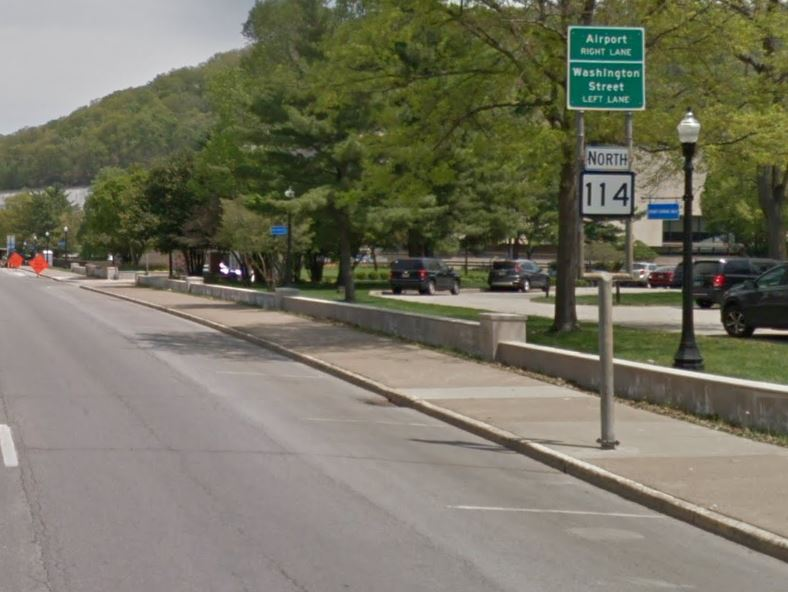 Airport
RIGHT LANE
Washington
Street
LEFT LANE
NORTH
114